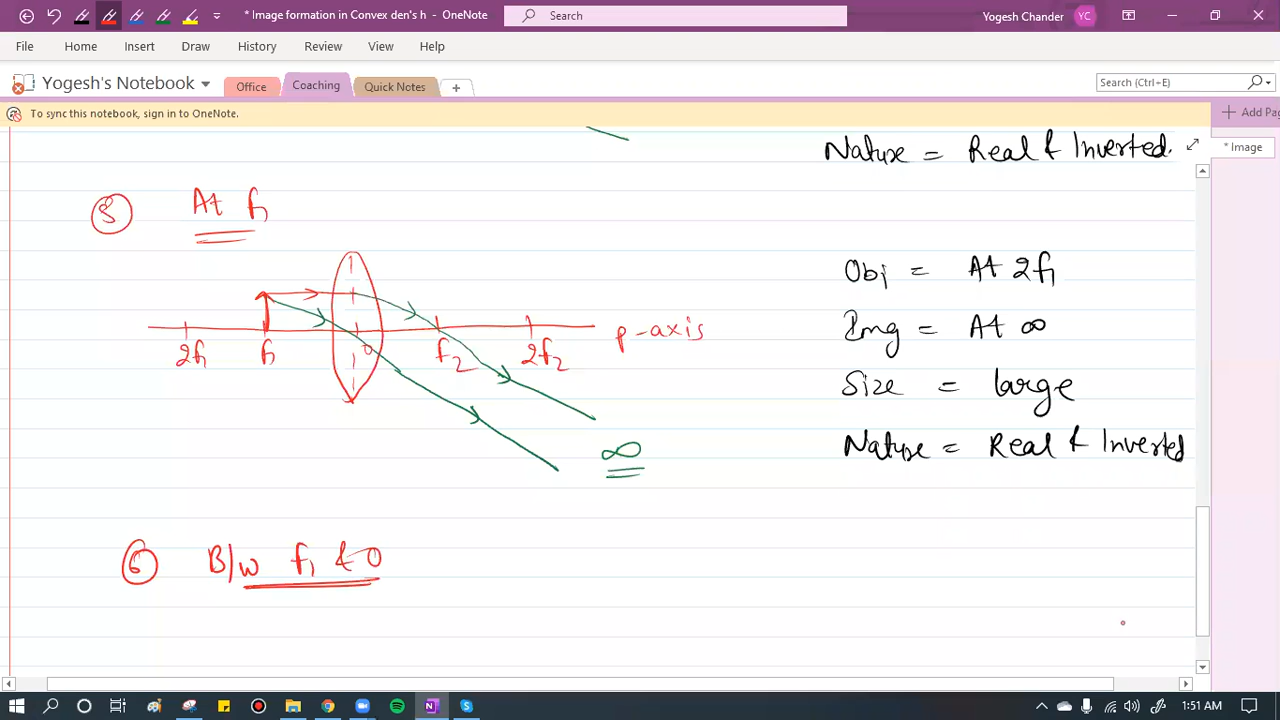 * Image formation in Convex den's h - OneNote
Search
Yogesh Chander
YC
File Home Insert Draw History Review View Help
Yogesh's Notebook
Office Coaching Quick Notes
Search (Ctrl+E)
To sync this notebook, sign in to OneNote.
Add Pag
* Image
Nature = Real & Inverted.
5 At f1
Obj = At 2f1
Img = At ∞
Size = large
Nature = Real & Inverted
2f1 f1 O f2 2f2 p-axis
∞
6 B/w f1 & O
1:51 AM